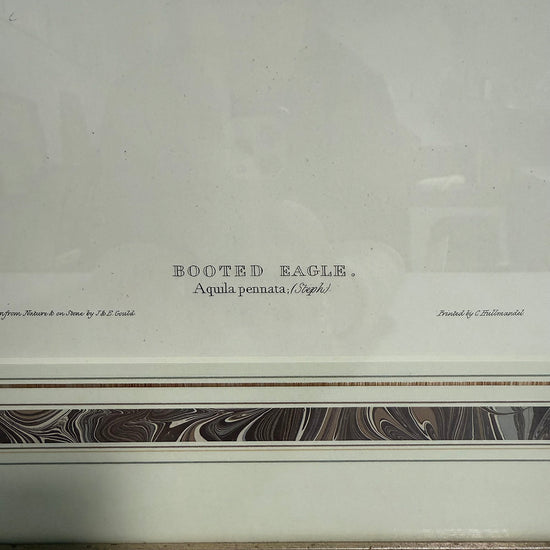 BOOTED EAGLE.
Aquila pennata; (Steph)
from Nature & on Stone by J & E. Gould
Printed by C. Hullmandel